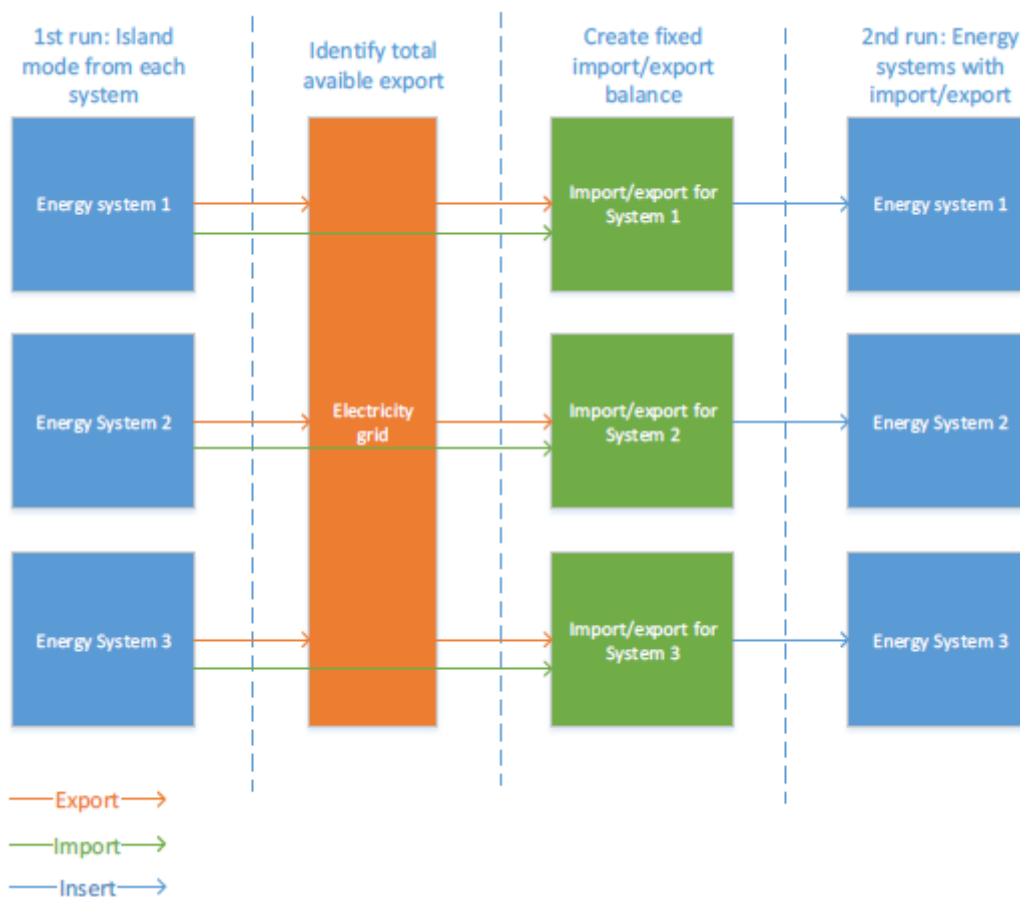 1st run: Island
mode from each
system
Identify total
avaible export
Create fixed
import/export
balance
2nd run: Energy
systems with
import/export
Energy system 1
Import/export for
System 1
Energy system 1
Energy System 2
Electricity
grid
Import/export for
System 2
Energy System 2
Energy System 3
Import/export for
System 3
Energy System 3
Export
Import
Insert